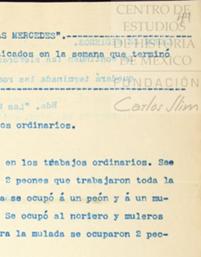 CENTRO DE
ESTUDIOS
DE HISTORIA
DE MÉXICO
FUNDACIÓN
Carlos Slim
AS MERCEDES".
icados en la semana que terminó
os ordinarios.
en los trabajos ordinarios. Se
2 peones que trabajaron toda la
a se ocupó á un peón y á un mu-
. Se ocupó al noriero y muleros
ra la mulada se ocuparon 2 peo-